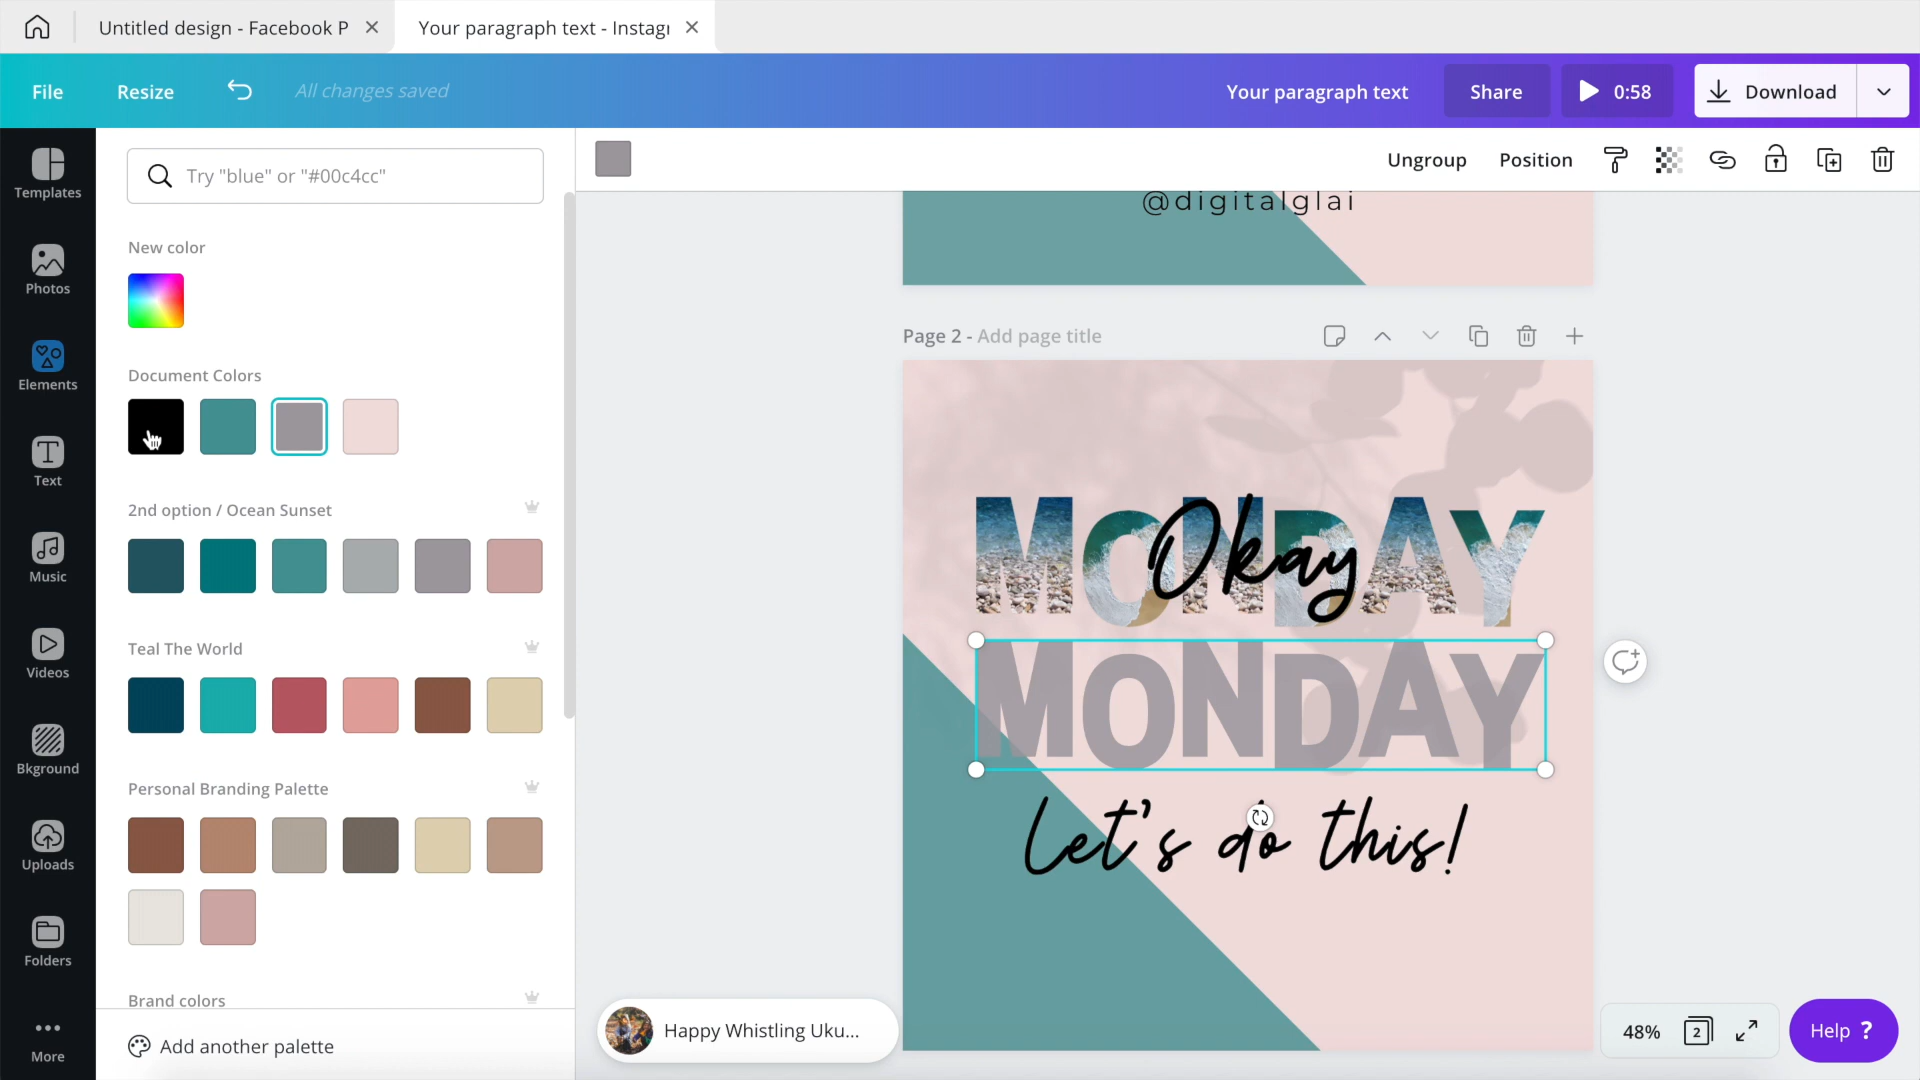 Untitled design - Facebook P
Your paragraph text - Instagr
File
Resize
All changes saved
Your paragraph text
Share
0:58
Download
Templates
Photos
Elements
Text
Music
Videos
Bkground
Uploads
Folders
More
Try "blue" or "#00c4cc"
New color
Document Colors
2nd option / Ocean Sunset
Teal The World
Personal Branding Palette
Brand colors
Add another palette
Ungroup
Position
@digitalglai
Page 2 - Add page title
MONDAY
Okay
MONDAY
Let's do this!
Happy Whistling Uku...
48%
2
Help ?